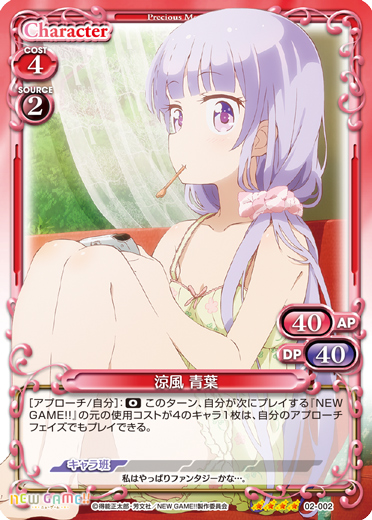 Precious Me
Character
COST
4
SOURCE
2
40 AP
DP 40
涼風 青葉
[アプローチ/自分]: このターン、自分が次にプレイする『NEW
GAME!!』の元の使用コストが4のキャラ1枚は、自分のアプローチ
フェイズでもプレイできる。
キャラ班
私はやっぱりファンタジーかな…。
NEW GAME!!
©得能正太郎・芳文社／NEW GAME!!製作委員会
02-002